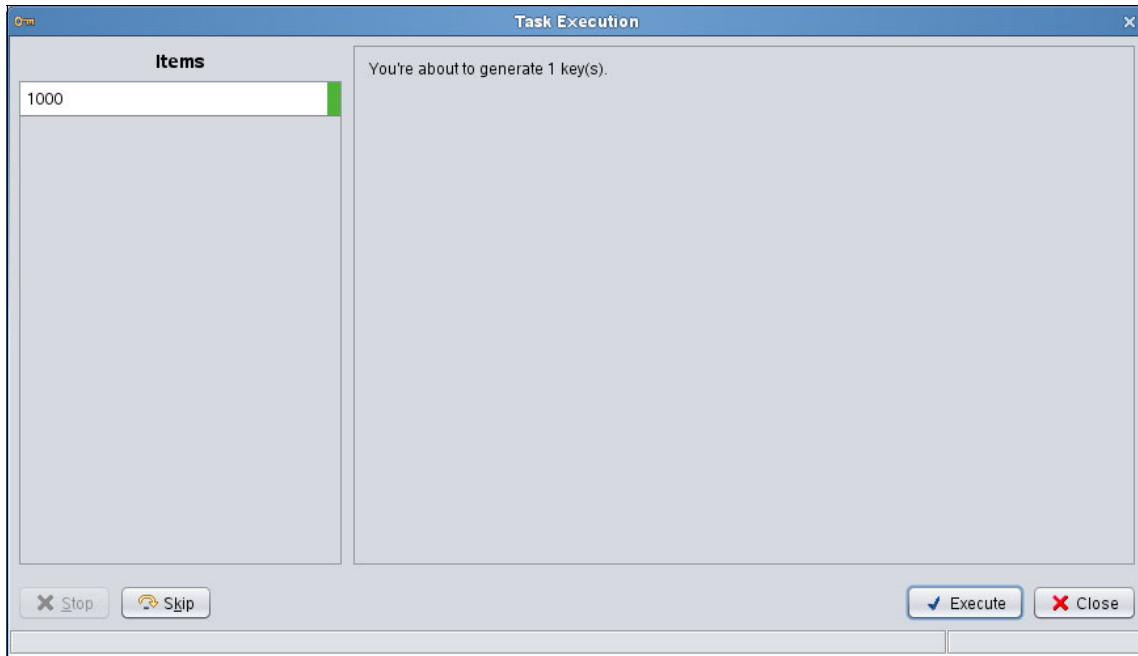 Task Execution
Items
You're about to generate 1 key(s).
1000
Stop
Skip
Execute
Close